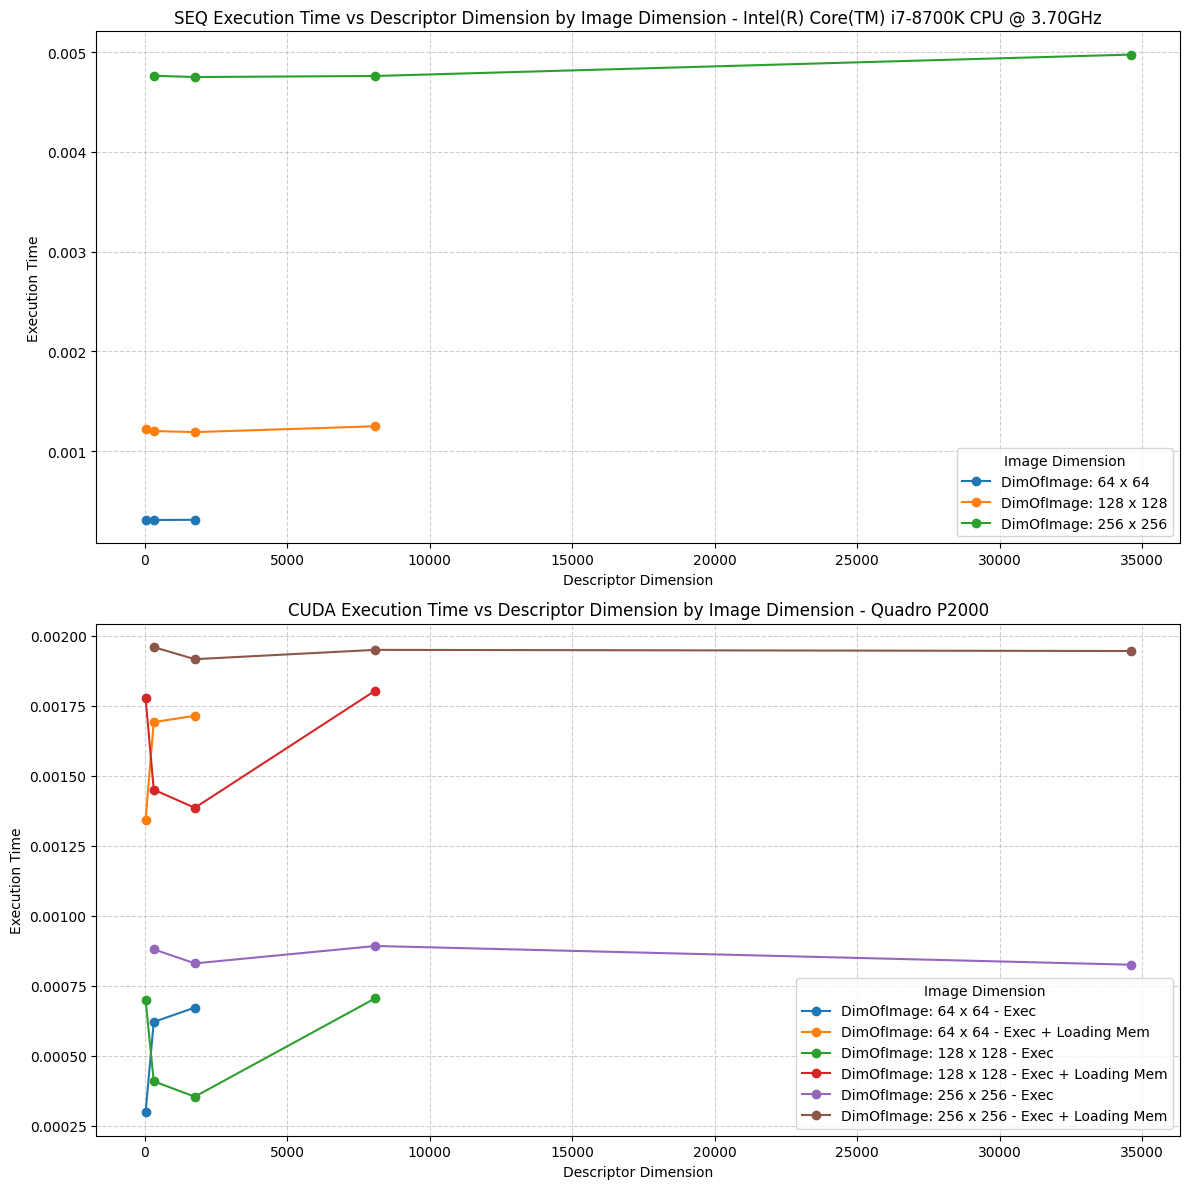 SEQ Execution Time vs Descriptor Dimension by Image Dimension - Intel(R) Core(TM) i7-8700K CPU @ 3.70GHz
0.005
0.004
0.003
0.002
0.001
Execution Time
Image Dimension
DimOfImage: 64 x 64
DimOfImage: 128 x 128
DimOfImage: 256 x 256
0 5000 10000 15000 20000 25000 30000 35000
Descriptor Dimension
CUDA Execution Time vs Descriptor Dimension by Image Dimension - Quadro P2000
0.00200
0.00175
0.00150
0.00125
0.00100
0.00075
0.00050
0.00025
Execution Time
Image Dimension
DimOfImage: 64 x 64 - Exec
DimOfImage: 64 x 64 - Exec + Loading Mem
DimOfImage: 128 x 128 - Exec
DimOfImage: 128 x 128 - Exec + Loading Mem
DimOfImage: 256 x 256 - Exec
DimOfImage: 256 x 256 - Exec + Loading Mem
0 5000 10000 15000 20000 25000 30000 35000
Descriptor Dimension